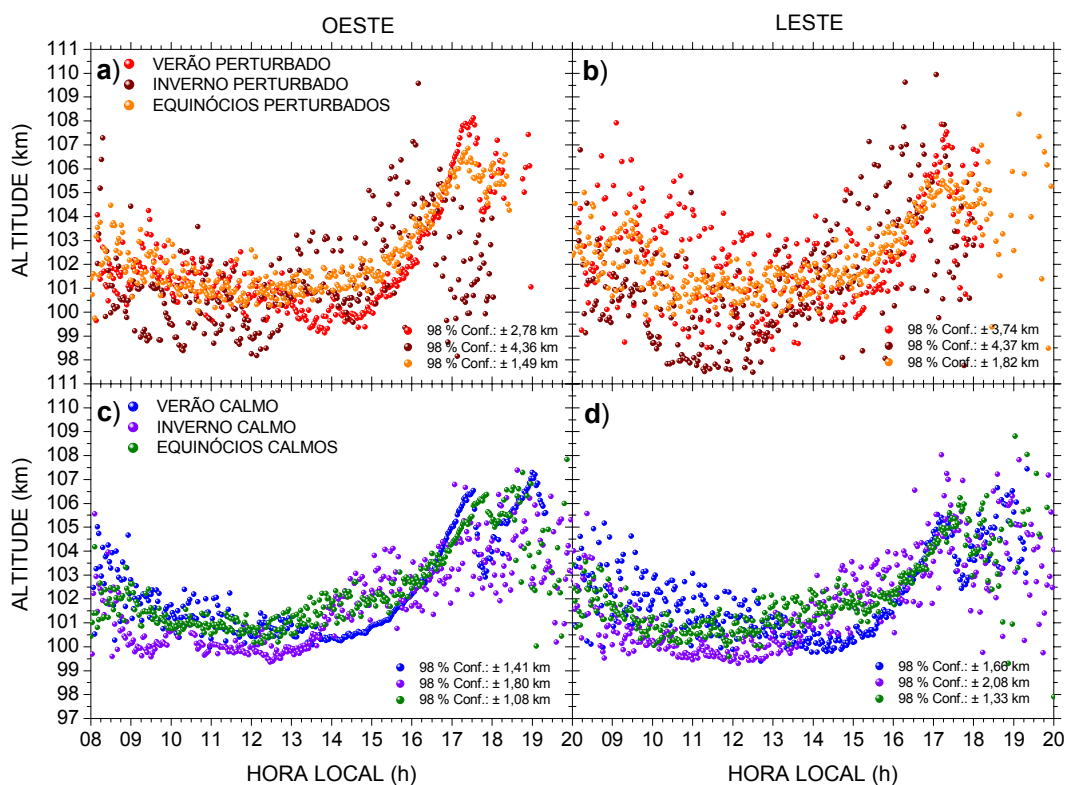 OESTE
LESTE
111
110
109
108
107
106
105
104
103
102
101
100
99
98
111
110
109
108
107
106
105
104
103
102
101
100
99
98
97
ALTITUDE (km)
ALTITUDE (km)
a)
VERÃO PERTURBADO
INVERNO PERTURBADO
EQUINÓCIOS PERTURBADOS
98 % Conf.: ± 2,78 km
98 % Conf.: ± 4,36 km
98 % Conf.: ± 1,49 km
b)
98 % Conf.: ± 3,74 km
98 % Conf.: ± 4,37 km
98 % Conf.: ± 1,82 km
c)
VERÃO CALMO
INVERNO CALMO
EQUINÓCIOS CALMOS
98 % Conf.: ± 1,41 km
98 % Conf.: ± 1,80 km
98 % Conf.: ± 1,08 km
d)
98 % Conf.: ± 1,66 km
98 % Conf.: ± 2,08 km
98 % Conf.: ± 1,33 km
08 09 10 11 12 13 14 15 16 17 18 19 20
09 10 11 12 13 14 15 16 17 18 19 20
HORA LOCAL (h)
HORA LOCAL (h)